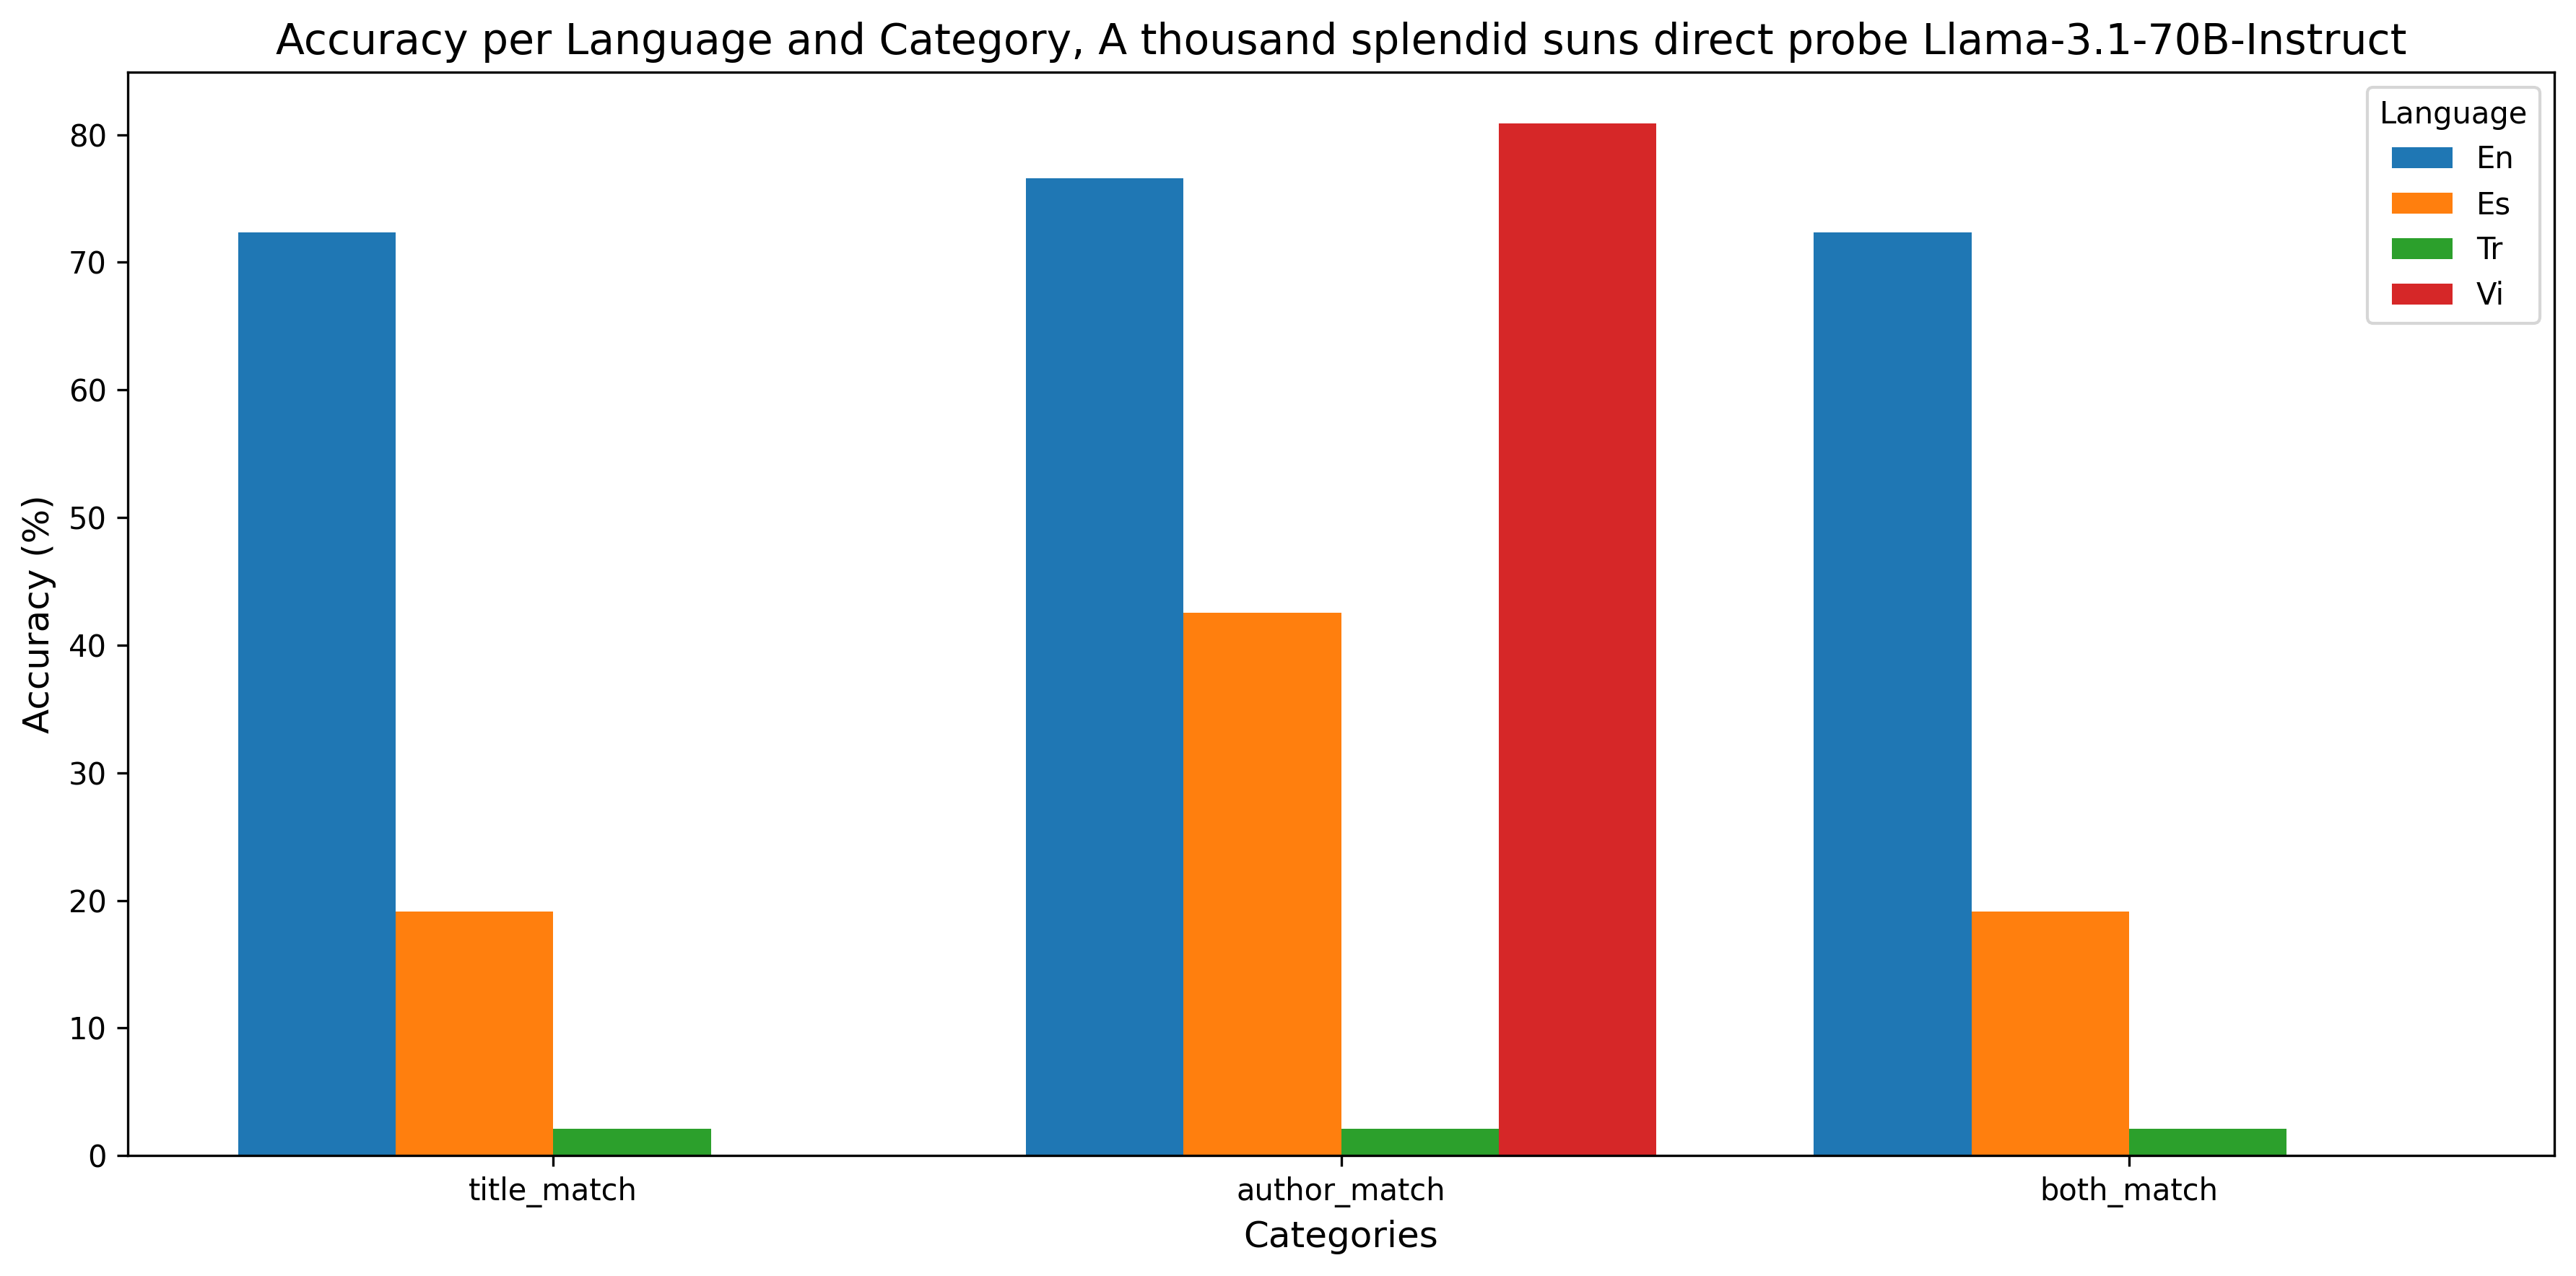 Accuracy per Language and Category, A thousand splendid suns direct probe Llama-3.1-70B-Instruct
Language
En
Es
Tr
Vi
Accuracy (%)
80
70
60
50
40
30
20
10
0
title_match
author_match
both_match
Categories